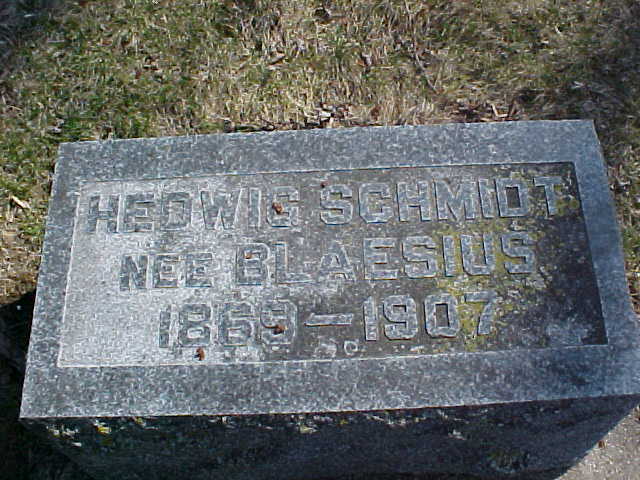 HEDWIG SCHMIDT
NEE BLAESIUS
1869-1907